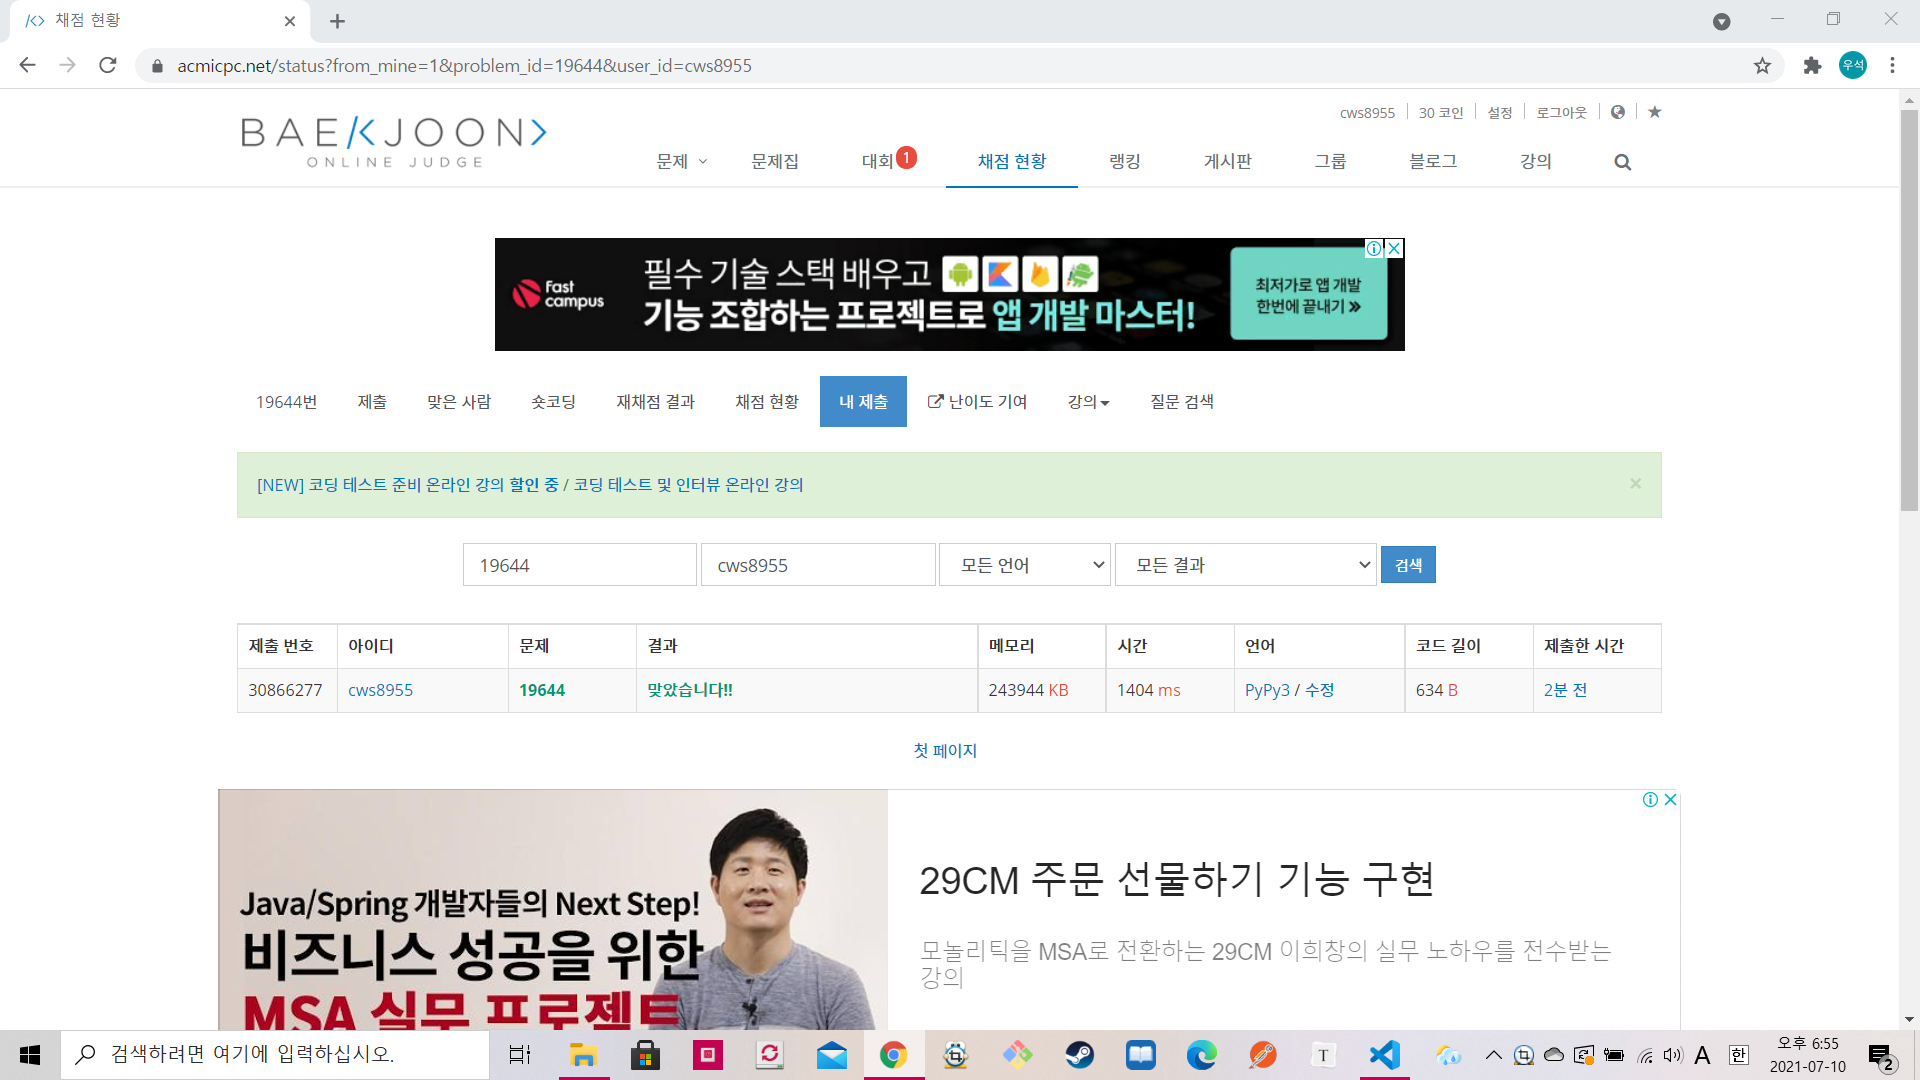 채점 현황
acmicpc.net/status?from_mine=1&problem_id=19644&user_id=cws8955
우석
cws8955
30 코인
설정
로그아웃
BAEKJOON
ONLINE JUDGE
문제
문제집
대회 1
채점 현황
랭킹
게시판
그룹
블로그
강의
Fast campus
필수 기술 스택 배우고
기능 조합하는 프로젝트로 앱 개발 마스터!
최저가로 앱 개발
한번에 끝내기 »
19644번
제출
맞은 사람
숏코딩
재채점 결과
채점 현황
내 제출
난이도 기여
강의
질문 검색
[NEW] 코딩 테스트 준비 온라인 강의 할인 중 / 코딩 테스트 및 인터뷰 온라인 강의
×
19644
cws8955
모든 언어
모든 결과
검색
제출 번호 아이디 문제 결과 메모리 시간 언어 코드 길이 제출한 시간
30866277 cws8955 19644 맞았습니다!! 243944 KB 1404 ms PyPy3 / 수정 634 B 2분 전
첫 페이지
Java/Spring 개발자들의 Next Step!
비즈니스 성공을 위한
MSA 실무 프로젝트
29CM 주문 선물하기 기능 구현
모놀리틱을 MSA로 전환하는 29CM 이희창의 실무 노하우를 전수받는
강의
검색하려면 여기에 입력하십시오.
T
A
한
오후 6:55
2021-07-10
2